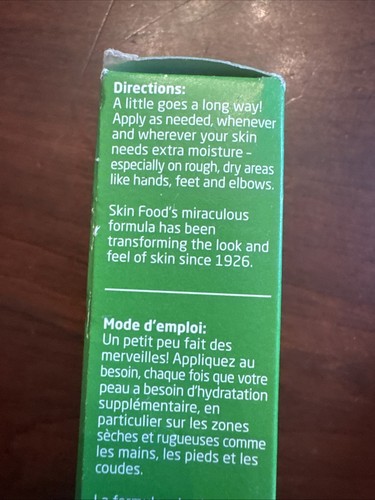 Directions:
A little goes a long way!
Apply as needed, whenever
and wherever your skin
needs extra moisture –
especially on rough, dry areas
like hands, feet and elbows.
Skin Food's miraculous
formula has been
transforming the look and
feel of skin since 1926.
Mode d'emploi:
Un petit peu fait des
merveilles! Appliquez au
besoin, chaque fois que votre
peau a besoin d'hydratation
supplémentaire, en
particulier sur les zones
sèches et rugueuses comme
les mains, les pieds et les
coudes.